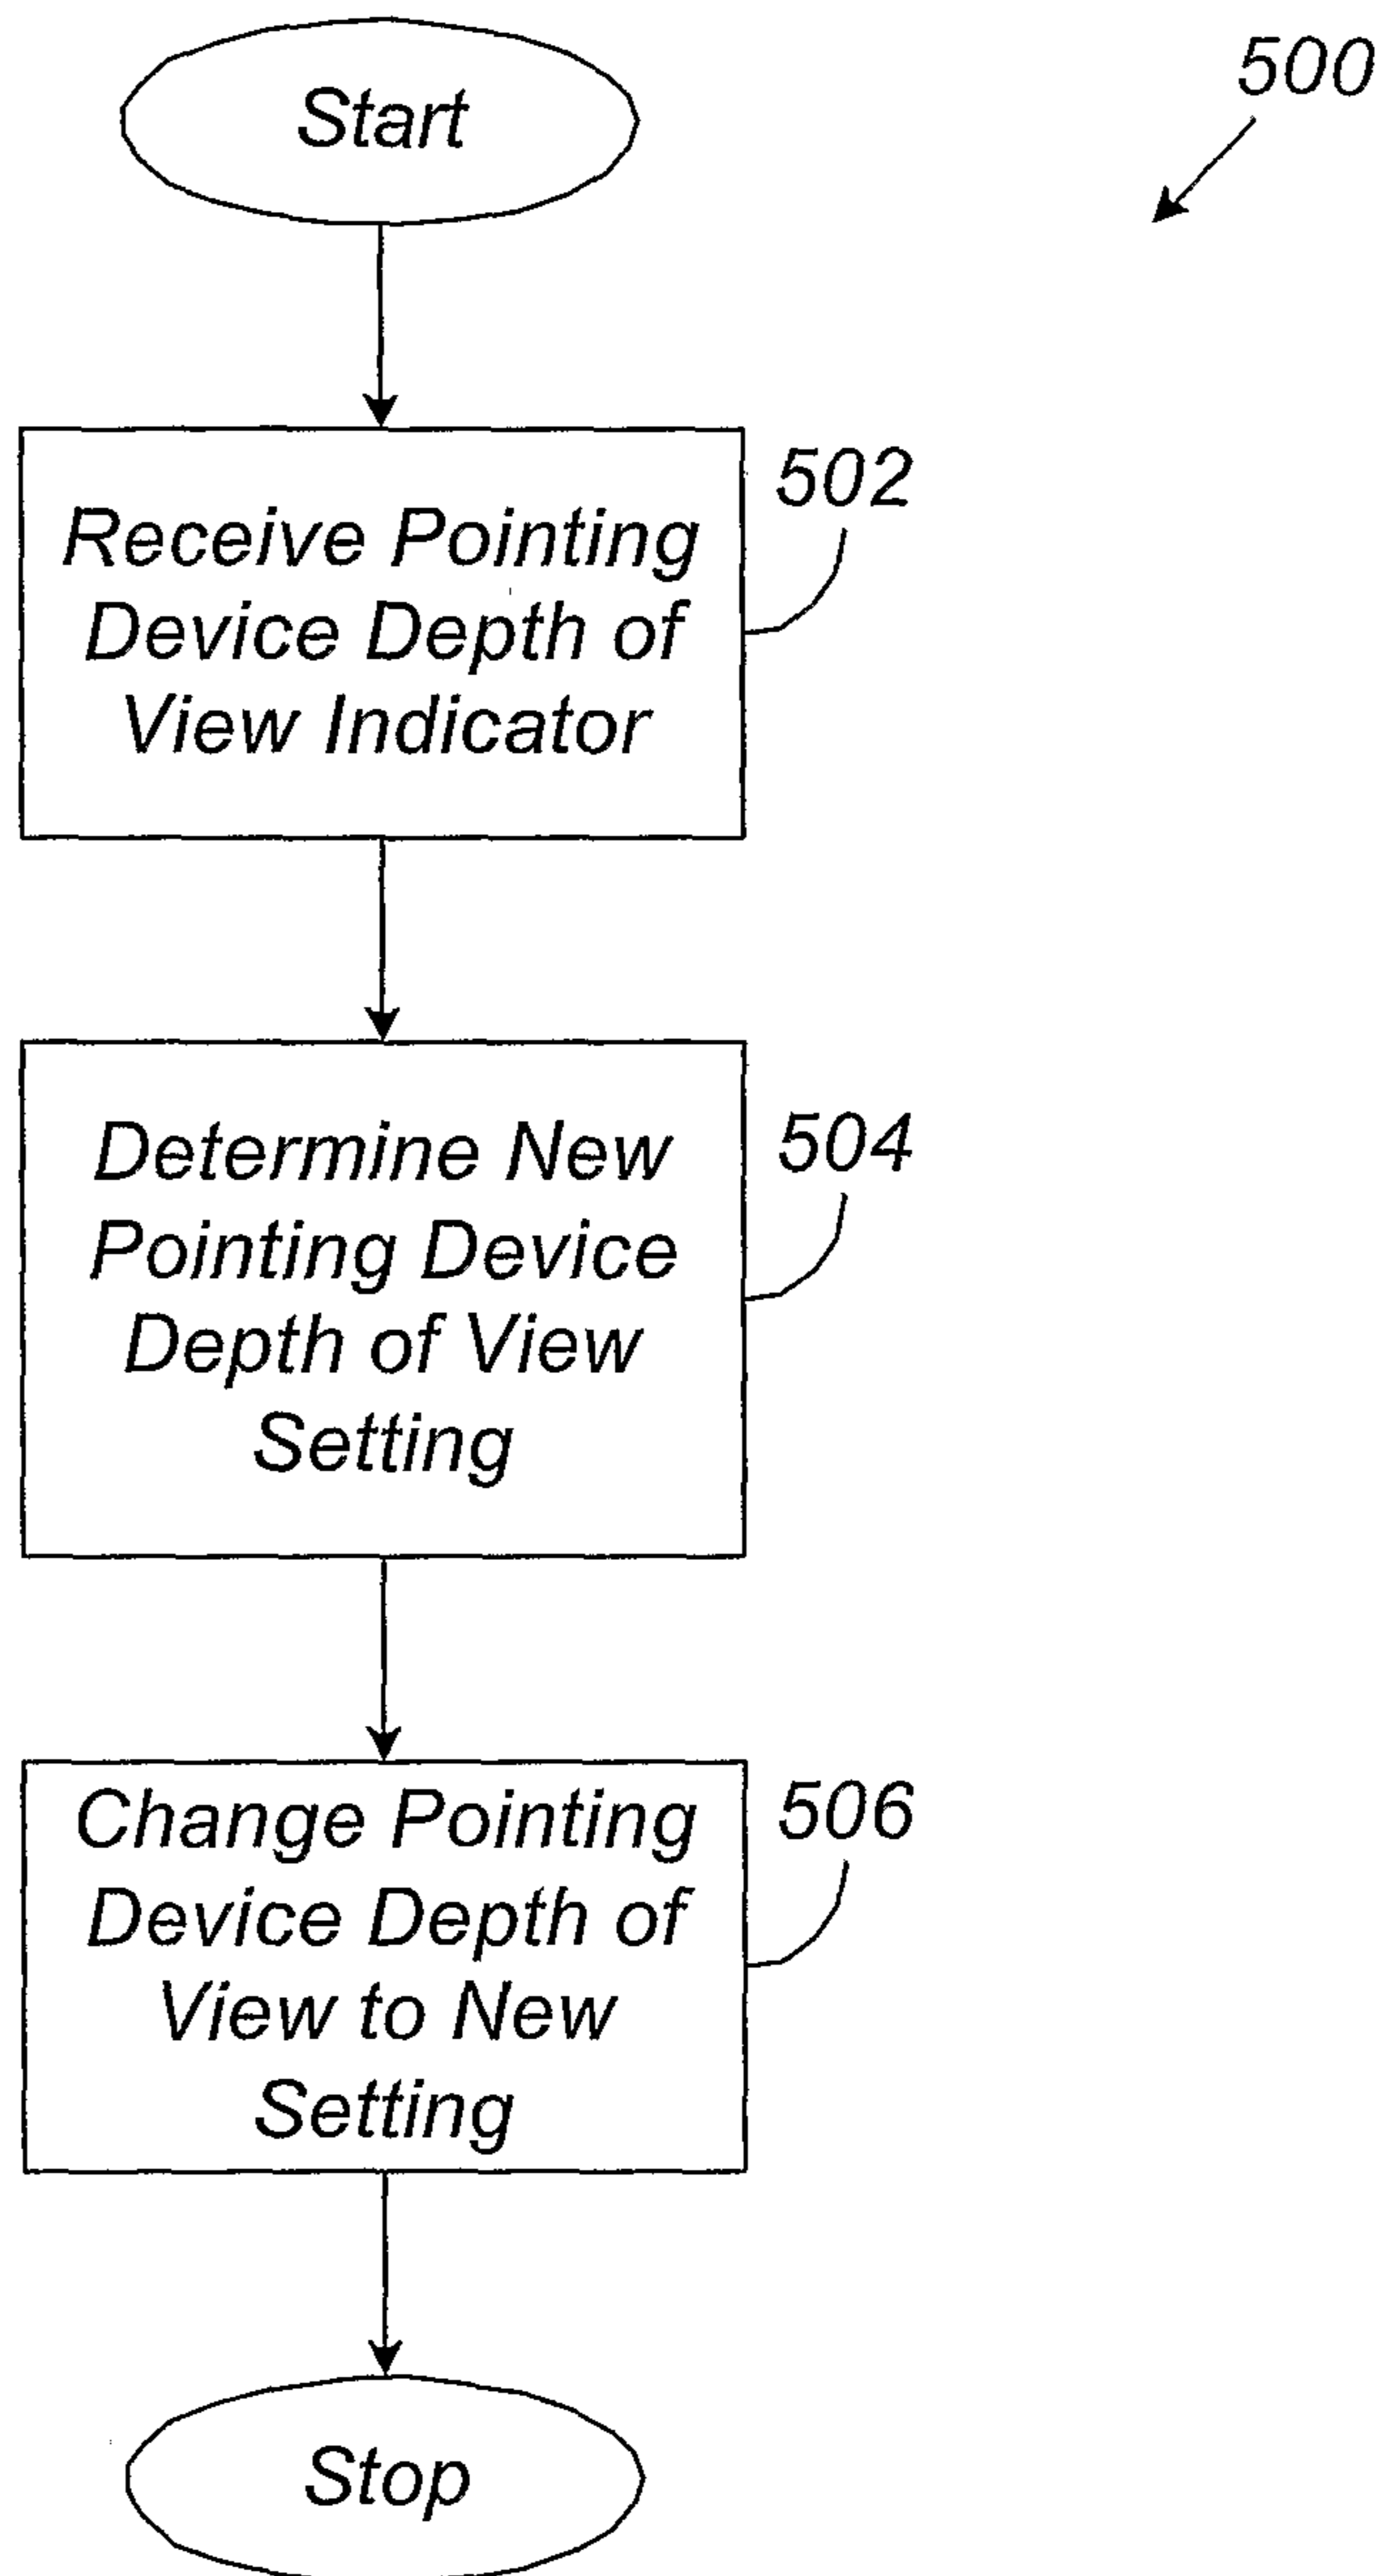 Start
500
Receive Pointing
Device Depth of
View Indicator
502
Determine New
Pointing Device
Depth of View
Setting
504
Change Pointing
Device Depth of
View to New
Setting
506
Stop